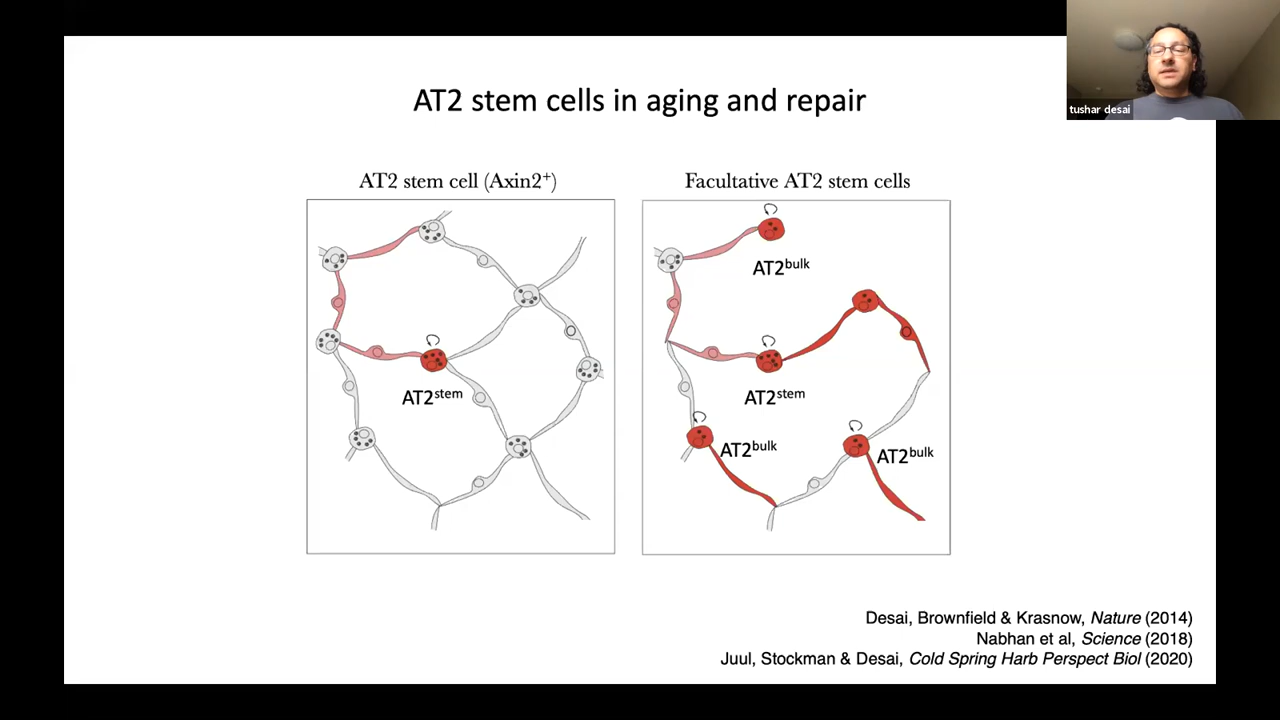 AT2 stem cells in aging and repair
tushar desai
AT2 stem cell (Axin2⁺)
Facultative AT2 stem cells
AT2ᵇᵘˡᵏ
AT2ˢᵗᵉᵐ
AT2ˢᵗᵉᵐ
AT2ᵇᵘˡᵏ
AT2ᵇᵘˡᵏ
Desai, Brownfield & Krasnow, Nature (2014)
Nabhan et al, Science (2018)
Juul, Stockman & Desai, Cold Spring Harb Perspect Biol (2020)